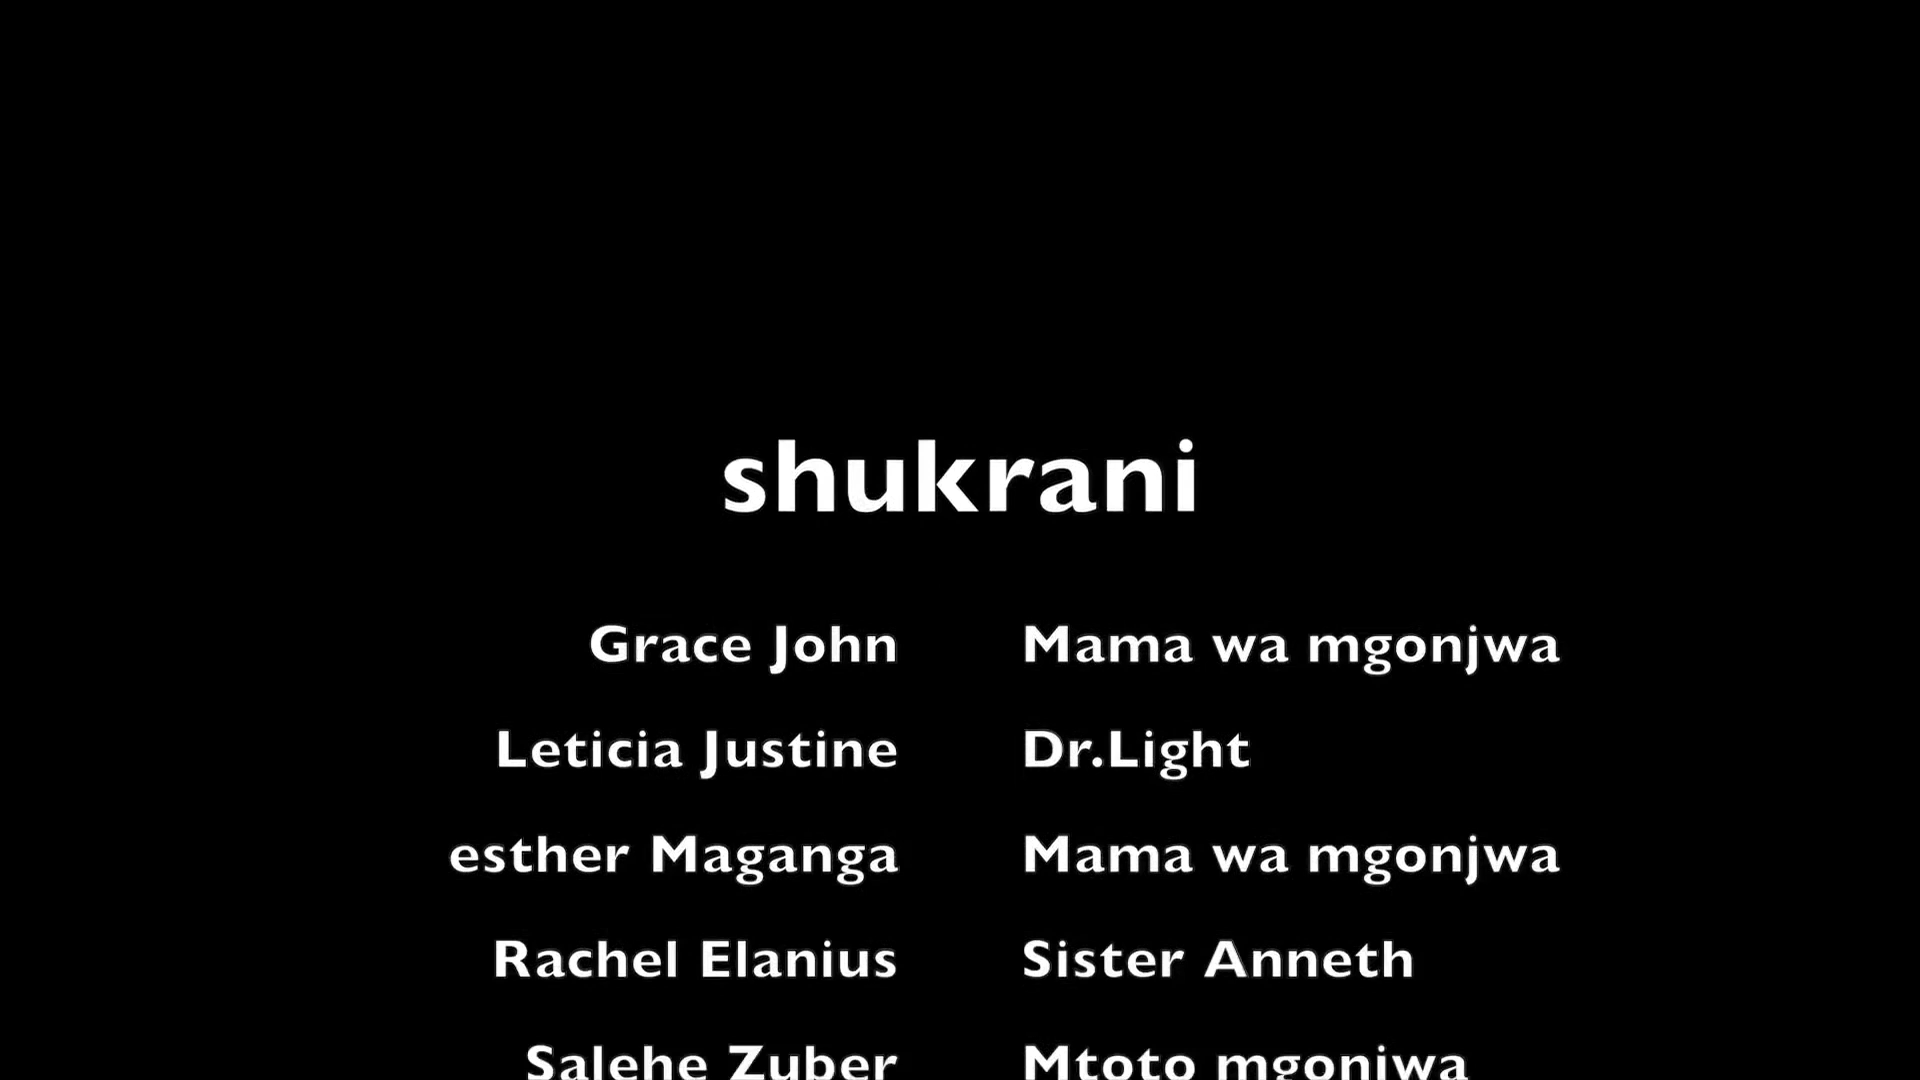 shukrani
Grace John Mama wa mgonjwa
Leticia Justine Dr.Light
esther Maganga Mama wa mgonjwa
Rachel Elanius Sister Anneth
Salehe Zuber Mtoto mgonjwa